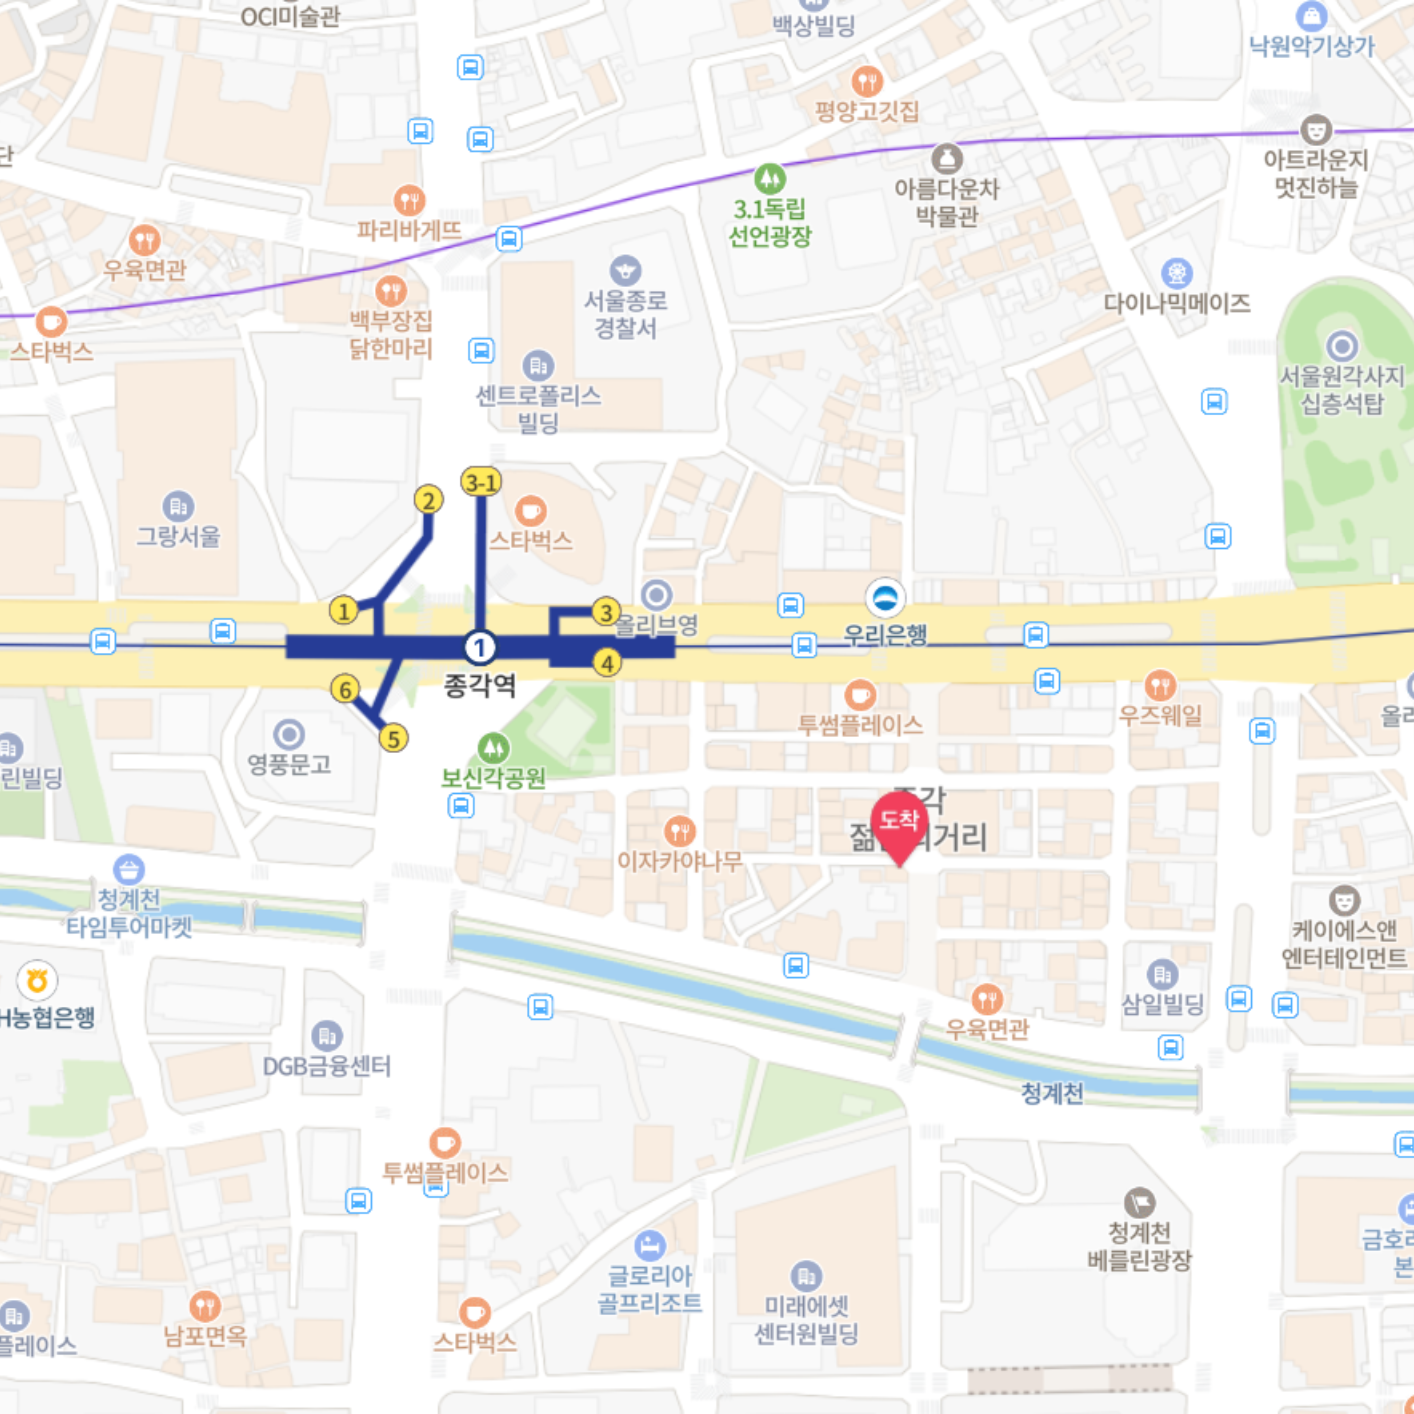 OCI미술관
백상빌딩
낙원악기상가
평양고깃집
단
아트라운지
멋진하늘
아름다운차
박물관
3.1독립
선언광장
파리바게뜨
우육면관
다이나믹메이즈
서울종로
경찰서
백부장집
닭한마리
스타벅스
서울원각사지
십층석탑
센트로폴리스
빌딩
3-1
2
스타벅스
그랑서울
1
3
올리브영
우리은행
1
4
종각역
6
5
우즈웨일
투썸플레이스
올리
영풍문고
린빌딩
보신각공원
종각
젊음의거리
도착
이자카야나무
청계천
타임투어마켓
케이에스앤
엔터테인먼트
삼일빌딩
H농협은행
우육면관
DGB금융센터
청계천
투썸플레이스
청계천
베를린광장
금호리
본
글로리아
골프리조트
미래에셋
센터원빌딩
남포면옥
플레이스
스타벅스